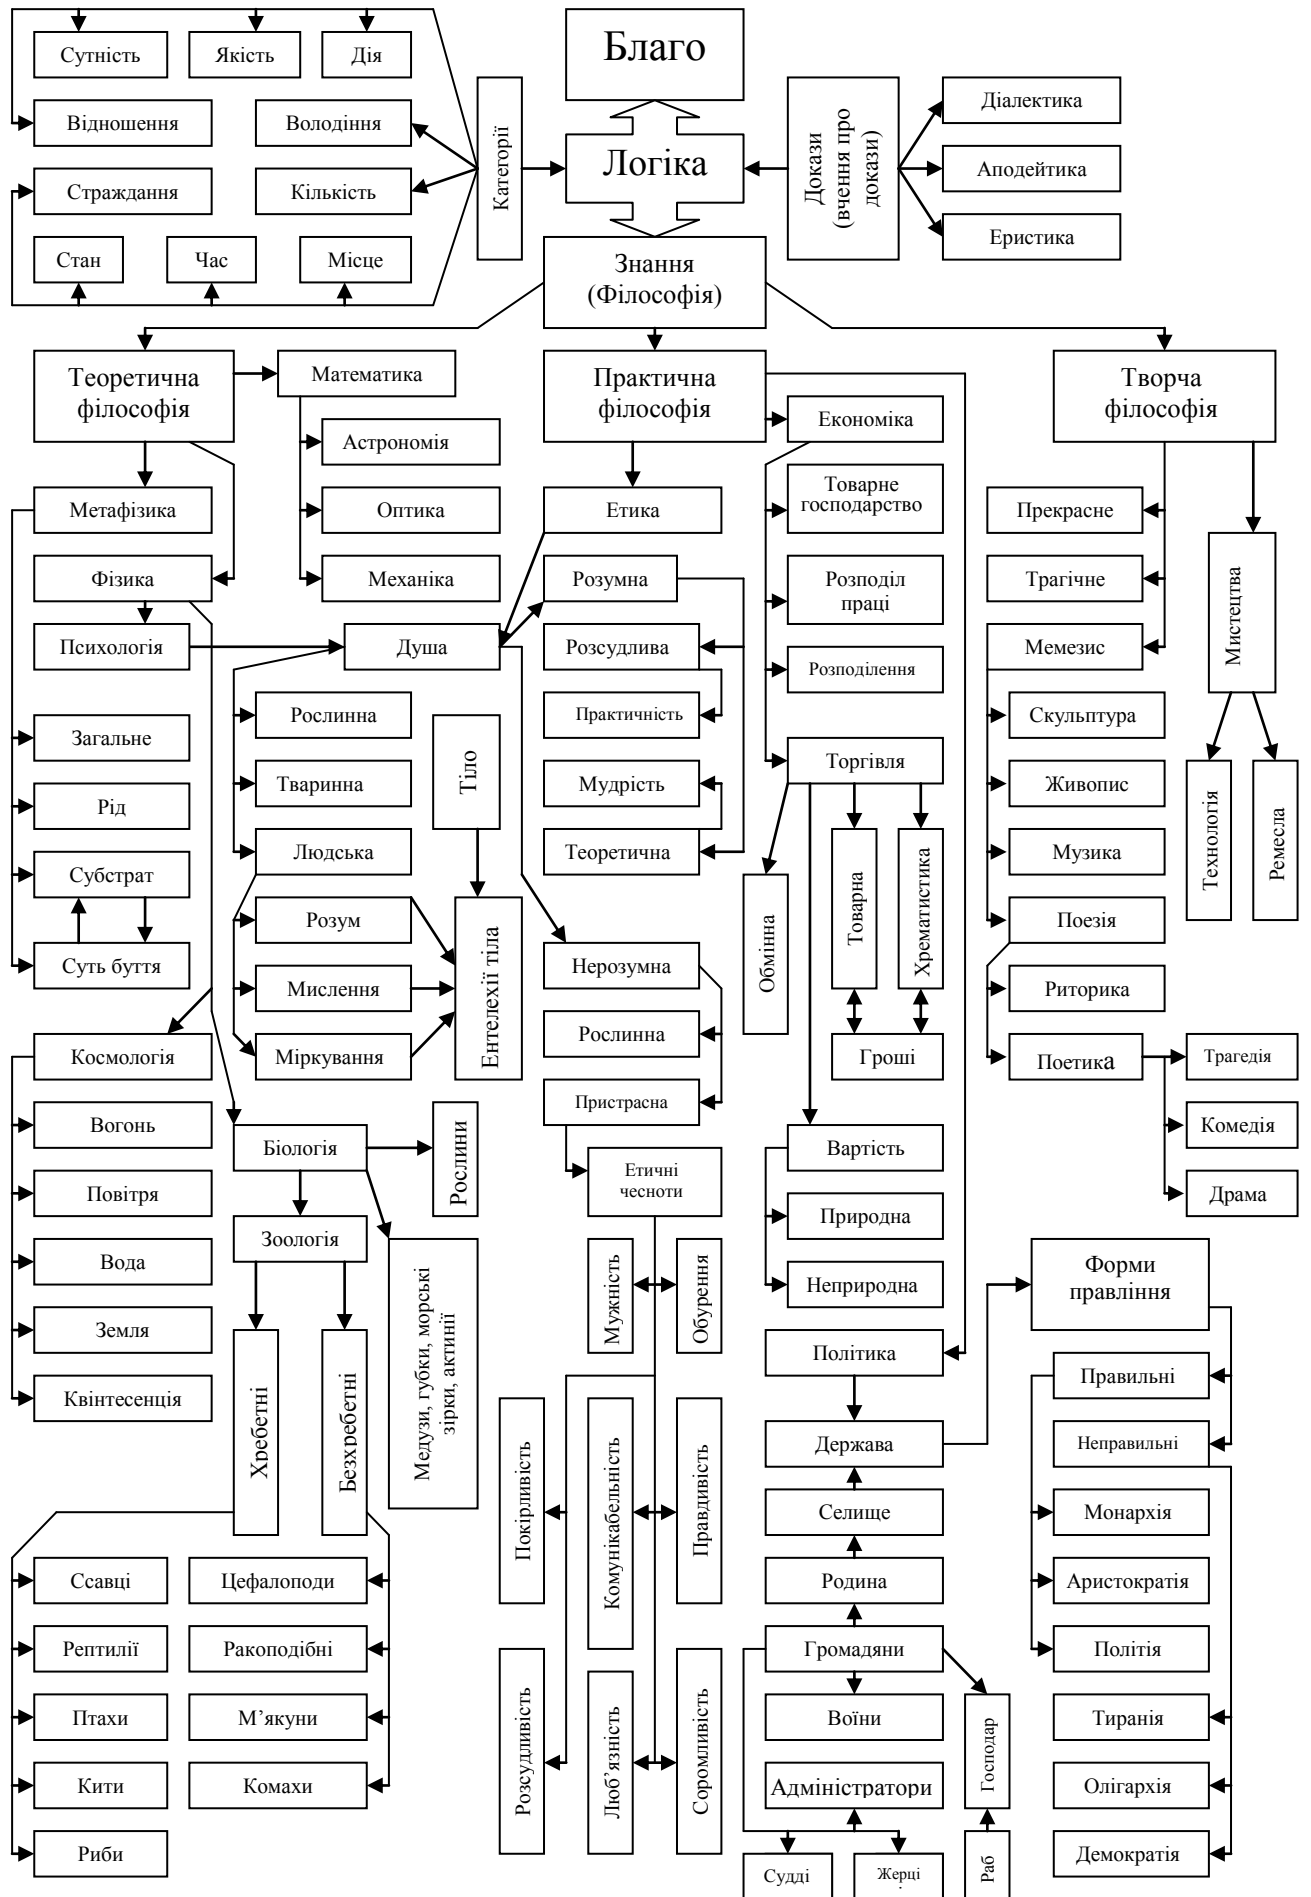 Благо
Сутність
Якість
Дія
Відношення
Володіння
Страждання
Кількість
Стан
Час
Місце
Категорії
Логіка
Докази
(вчення про
докази)
Діалектика
Аподейтика
Еристика
Знання
(Філософія)
Теоретична
філософія
Математика
Астрономія
Оптика
Механіка
Метафізика
Фізика
Психологія
Душа
Загальне
Рід
Субстрат
Суть буття
Рослинна
Тваринна
Людська
Розум
Мислення
Міркування
Тіло
Ентелехії тіла
Космологія
Вогонь
Повітря
Вода
Земля
Квінтесенція
Біологія
Рослини
Зоологія
Медузи, губки, морські
зірки, актинії
Хребетні
Безхребетні
Ссавці
Рептилії
Птахи
Кити
Риби
Цефалоподи
Ракоподібні
М’якуни
Комахи
Практична
філософія
Етика
Розумна
Розсудлива
Практичність
Мудрість
Теоретична
Нерозумна
Рослинна
Пристрасна
Етичні
чесноти
Мужність
Обурення
Покірливість
Комунікабельність
Правдивість
Розсудливість
Люб’язність
Соромливість
Економіка
Товарне
господарство
Розподіл
праці
Розподілення
Торгівля
Обмінна
Товарна
Хрематистика
Гроші
Вартість
Природна
Неприродна
Політика
Держава
Селище
Родина
Громадяни
Воїни
Адміністратори
Судді
Жерці
Господар
Раб
Форми
правління
Правильні
Неправильні
Монархія
Аристократія
Політія
Тиранія
Олігархія
Демократія
Творча
філософія
Прекрасне
Трагічне
Мемезис
Скульптура
Живопис
Музика
Поезія
Риторика
Поетика
Трагедія
Комедія
Драма
Мистецтва
Технологія
Ремесла